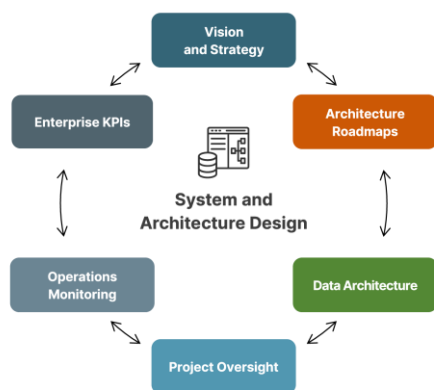 Vision
and Strategy
Enterprise KPIs
Architecture
Roadmaps
System and
Architecture Design
Operations
Monitoring
Data Architecture
Project Oversight